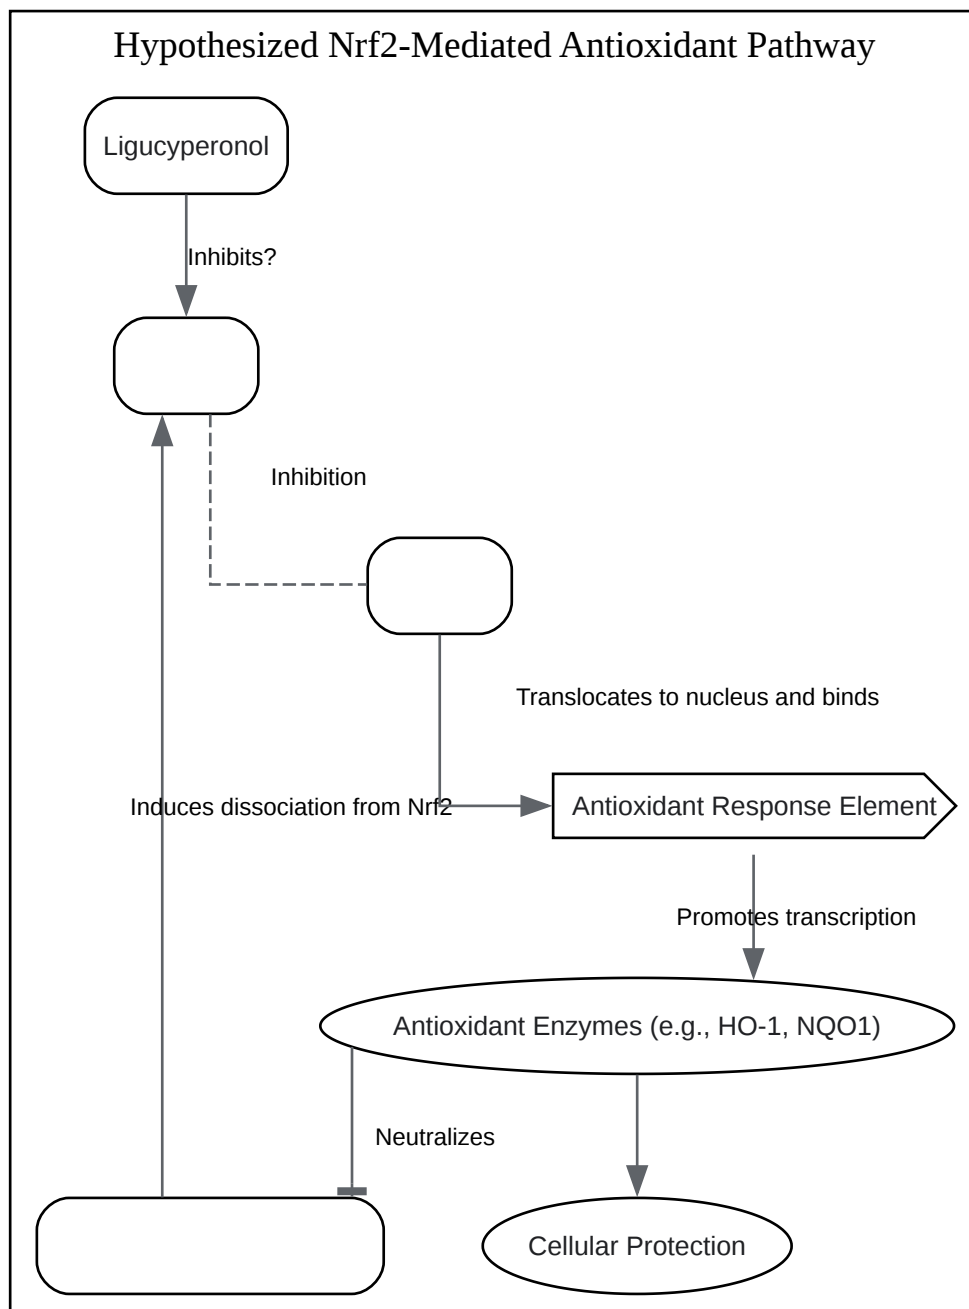 Hypothesized Nrf2-Mediated Antioxidant Pathway
Ligucyperonol
Inhibits?
Inhibition
Translocates to nucleus and binds
Induces dissociation from Nrf2
Antioxidant Response Element
Promotes transcription
Antioxidant Enzymes (e.g., HO-1, NQO1)
Neutralizes
Cellular Protection